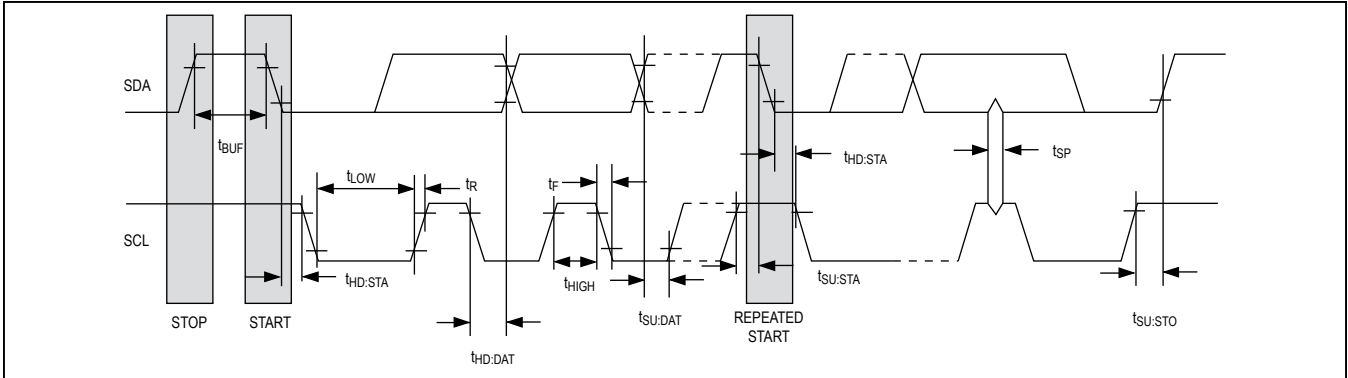 SDA
tBUF
tHD:STA
tSP
tLOW
tR
tF
SCL
tHD:STA
tHIGH
tSU:STA
tSU:DAT
tSU:STO
STOP
START
REPEATED
START
tHD:DAT